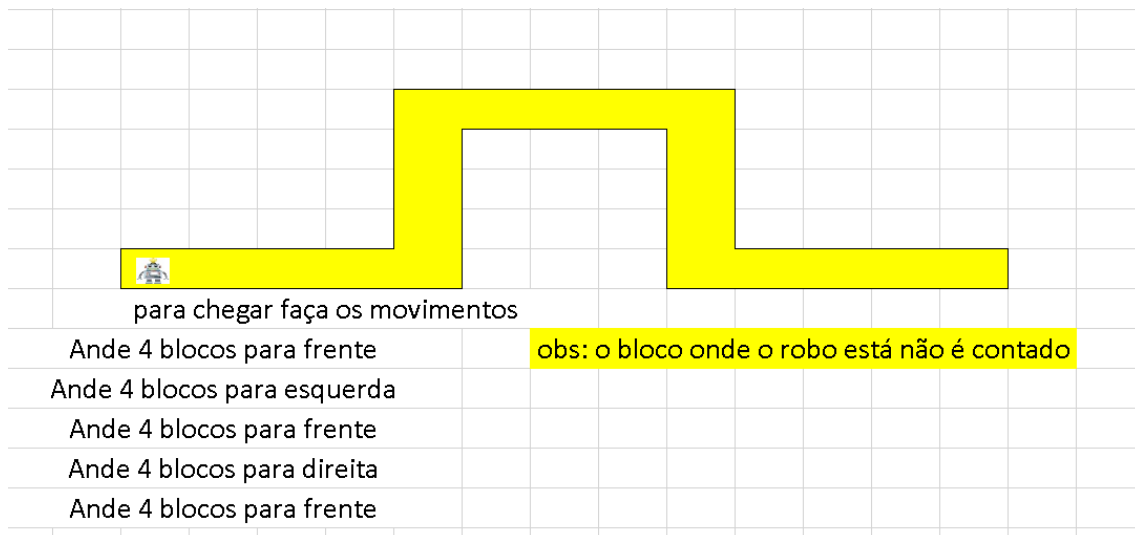 para chegar faça os movimentos
Ande 4 blocos para frente
obs: o bloco onde o robo está não é contado
Ande 4 blocos para esquerda
Ande 4 blocos para frente
Ande 4 blocos para direita
Ande 4 blocos para frente